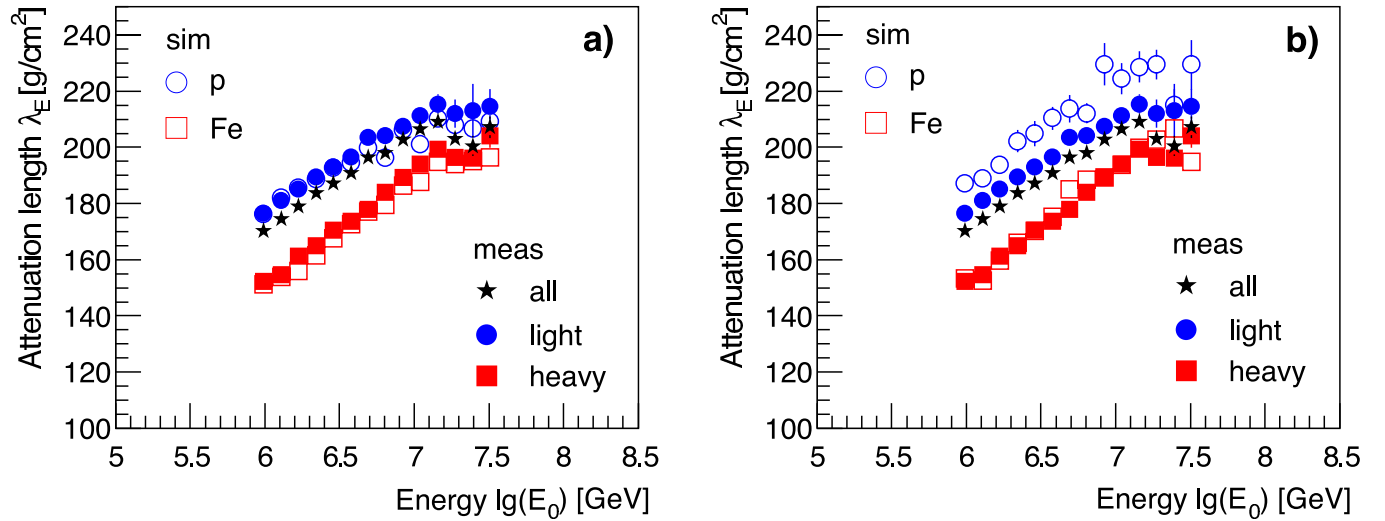 Attenuation length λ_E [g/cm²]
240
220
200
180
160
140
120
100
sim
p
Fe
a)
meas
all
light
heavy
5 5.5 6 6.5 7 7.5 8 8.5
Energy lg(E₀) [GeV]
Attenuation length λ_E [g/cm²]
240
220
200
180
160
140
120
100
sim
p
Fe
b)
meas
all
light
heavy
5 5.5 6 6.5 7 7.5 8 8.5
Energy lg(E₀) [GeV]